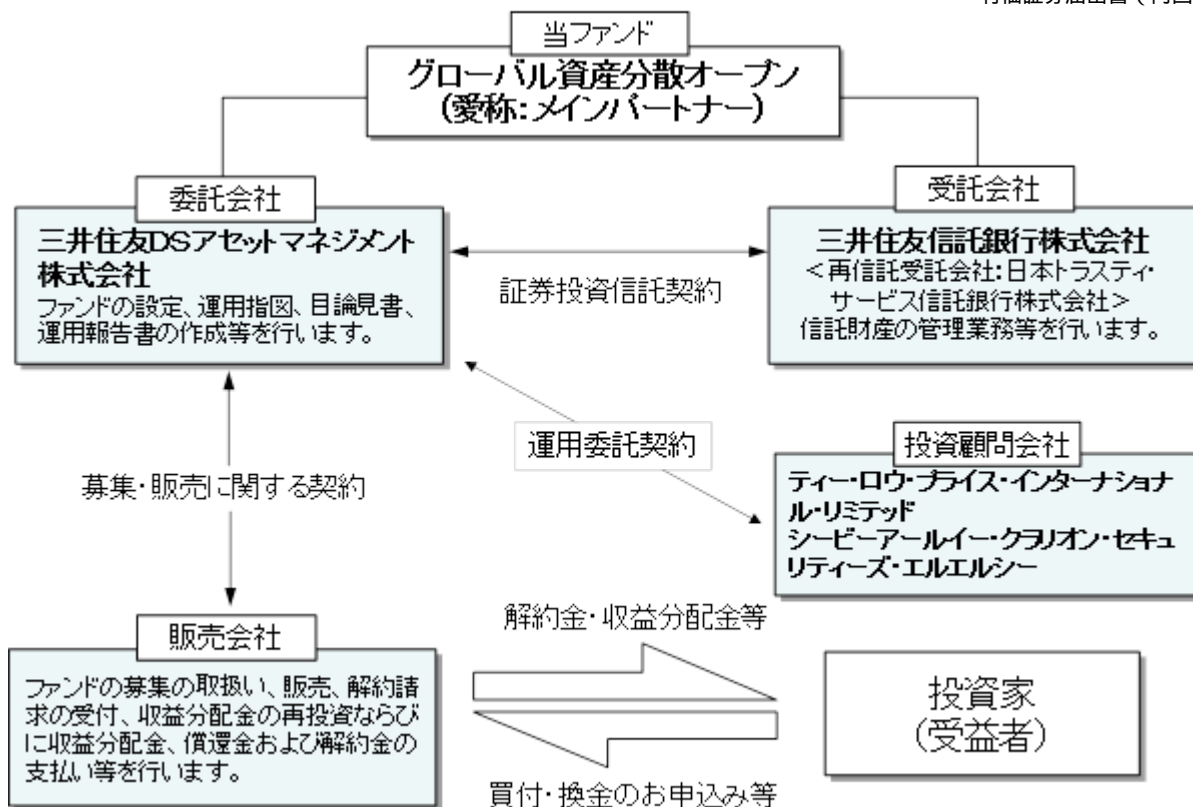 当ファンド
グローバル資産分散オープン
(愛称:メインパートナー)
委託会社
三井住友DSアセットマネジメント
株式会社
ファンドの設定、運用指図、目論見書、
運用報告書の作成等を行います。
証券投資信託契約
受託会社
三井住友信託銀行株式会社
<再信託受託会社:日本トラスティ・
サービス信託銀行株式会社>
信託財産の管理業務等を行います。
運用委託契約
投資顧問会社
ティー・ロウ・プライス・インターナショナ
ル・リミテッド
シービーアールイー・クラリオン・セキュ
リティーズ・エルエルシー
募集・販売に関する契約
販売会社
ファンドの募集の取扱い、販売、解約請
求の受付、収益分配金の再投資ならび
に収益分配金、償還金および解約金の
支払い等を行います。
解約金・収益分配金等
買付・換金のお申込み等
投資家
(受益者)